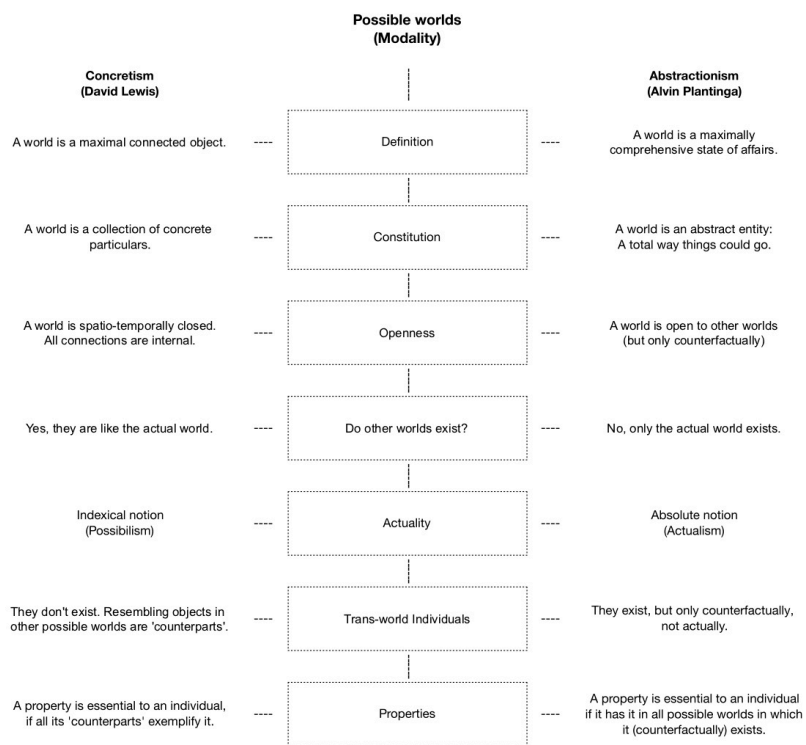 Possible worlds
(Modality)
Concretism
(David Lewis)
Abstractionism
(Alvin Plantinga)
A world is a maximal connected object.
Definition
A world is a maximally
comprehensive state of affairs.
A world is a collection of concrete
particulars.
Constitution
A world is an abstract entity:
A total way things could go.
A world is spatio-temporally closed.
All connections are internal.
Openness
A world is open to other worlds
(but only counterfactually)
Yes, they are like the actual world.
Do other worlds exist?
No, only the actual world exists.
Indexical notion
(Possibilism)
Actuality
Absolute notion
(Actualism)
They don't exist. Resembling objects in
other possible worlds are 'counterparts'.
Trans-world Individuals
They exist, but only counterfactually,
not actually.
A property is essential to an individual,
if all its 'counterparts' exemplify it.
Properties
A property is essential to an individual
if it has it in all possible worlds in which
it (counterfactually) exists.